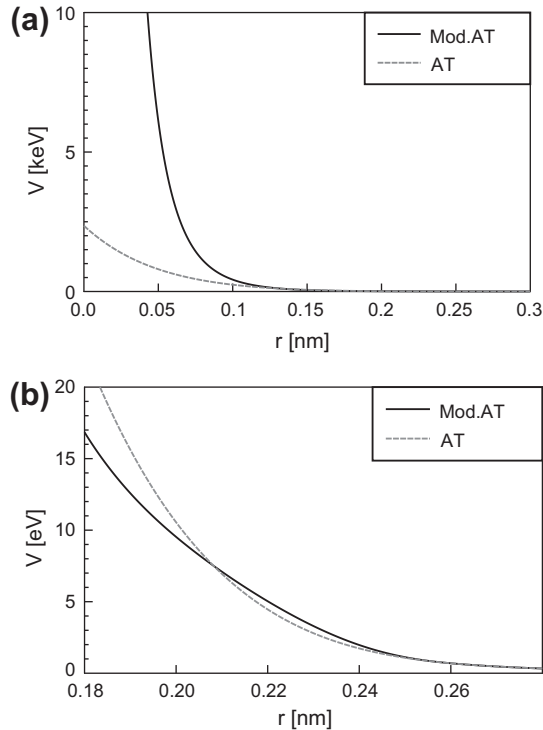 (a)
10
5
0
V [keV]
Mod.AT
AT
0.0 0.05 0.1 0.15 0.2 0.25 0.3
r [nm]
(b)
20
15
10
5
0
V [eV]
Mod.AT
AT
0.18 0.20 0.22 0.24 0.26
r [nm]